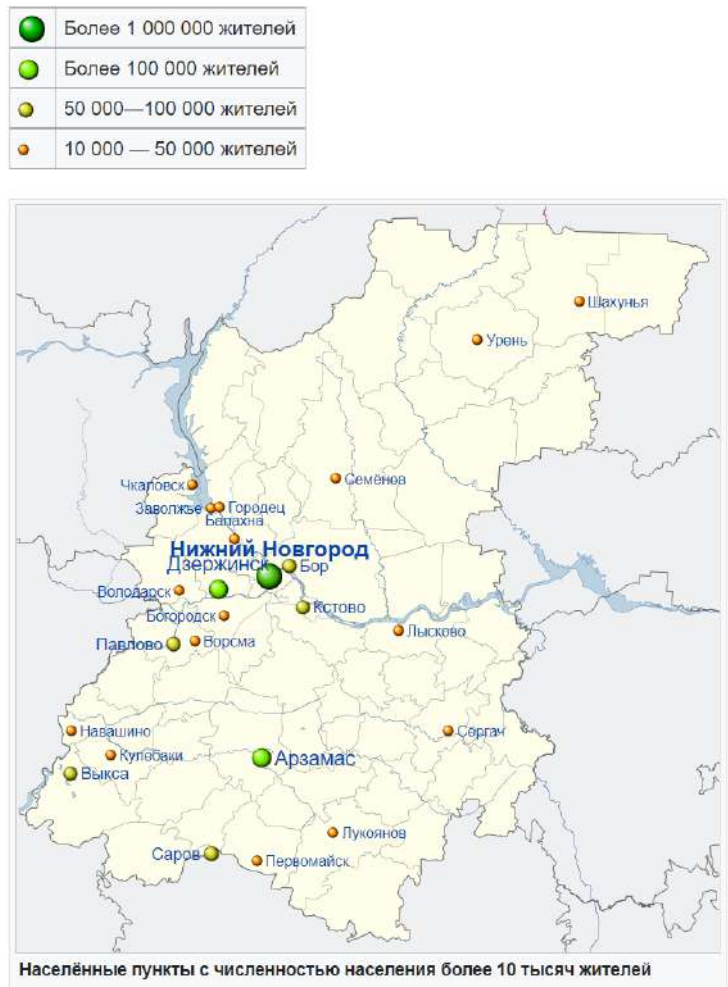 Более 1 000 000 жителей
Более 100 000 жителей
50 000—100 000 жителей
10 000 — 50 000 жителей
Шахунья
Урень
Семёнов
Чкаловск
Заволжье
Городец
Балахна
Нижний Новгород
Дзержинск
Бор
Володарск
Кстово
Богородск
Лысково
Павлово
Ворсма
Навашино
Сергач
Кулебаки
Арзамас
Выкса
Лукоянов
Саров
Первомайск
Населённые пункты с численностью населения более 10 тысяч жителей